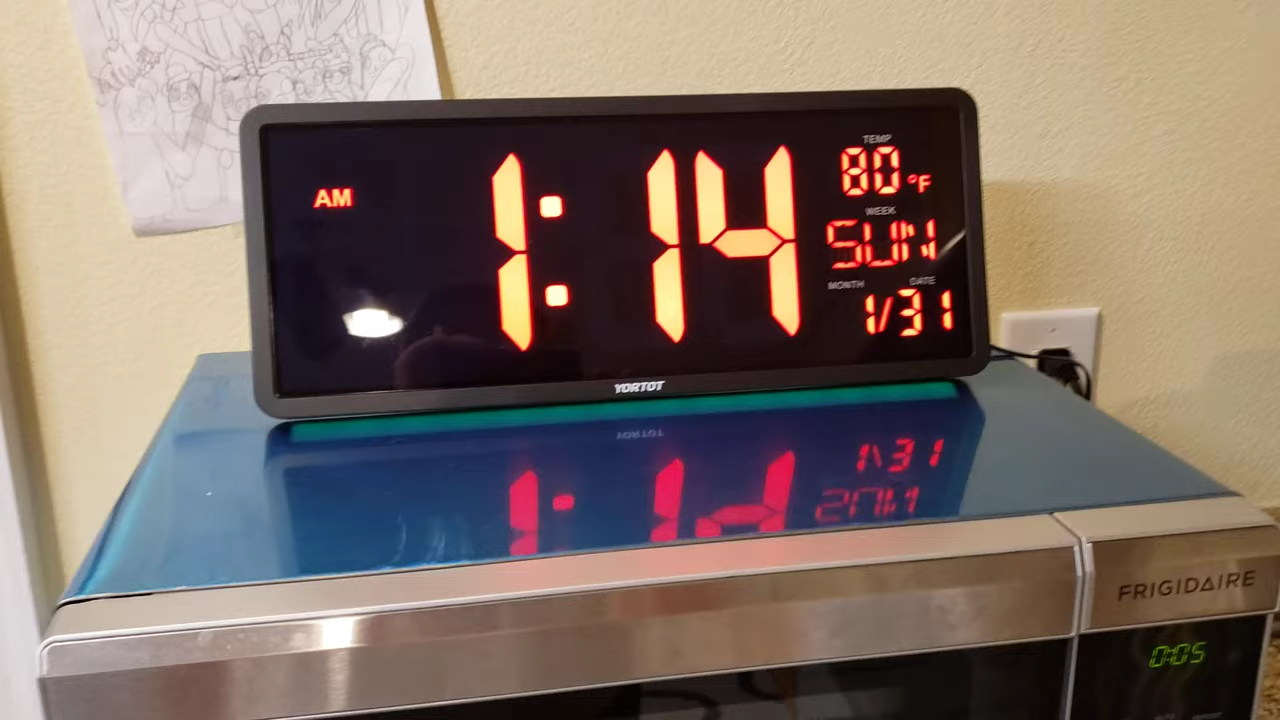 AM
1:14
TEMP
80 °F
WEEK
SUN
MONTH DATE
1/31
YORTOT
FRIGIDAIRE
0:05